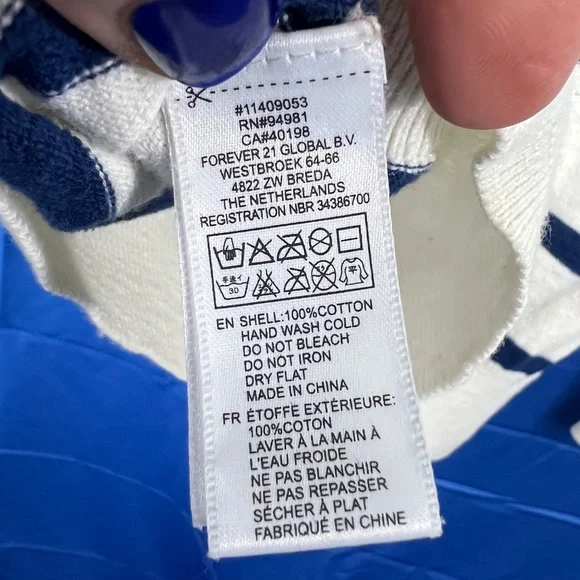 #11409053
RN#94981
CA#40198
FOREVER 21 GLOBAL B.V.
WESTBROEK 64-66
4822 ZW BREDA
THE NETHERLANDS
REGISTRATION NBR 34386700
手洗イ
30
平
EN SHELL:100%COTTON
HAND WASH COLD
DO NOT BLEACH
DO NOT IRON
DRY FLAT
MADE IN CHINA
FR ÉTOFFE EXTÉRIEURE:
100%COTON
LAVER À LA MAIN À
L'EAU FROIDE
NE PAS BLANCHIR
NE PAS REPASSER
SÉCHER À PLAT
FABRIQUÉ EN CHINE